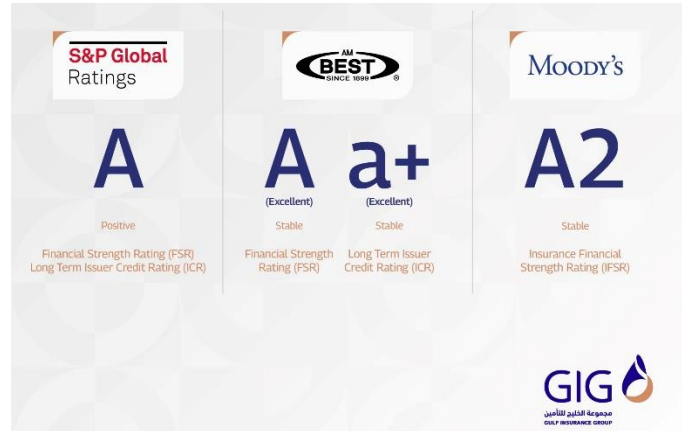 S&P Global
Ratings
A
Positive
Financial Strength Rating (FSR)
Long Term Issuer Credit Rating (ICR)
AM
BEST
SINCE 1899
®
A
(Excellent)
Stable
Financial Strength
Rating (FSR)
a+
(Excellent)
Stable
Long Term Issuer
Credit Rating (ICR)
MOODY'S
A2
Stable
Insurance Financial
Strength Rating (IFSR)
GIG
مجموعة الخليج للتأمين
GULF INSURANCE GROUP